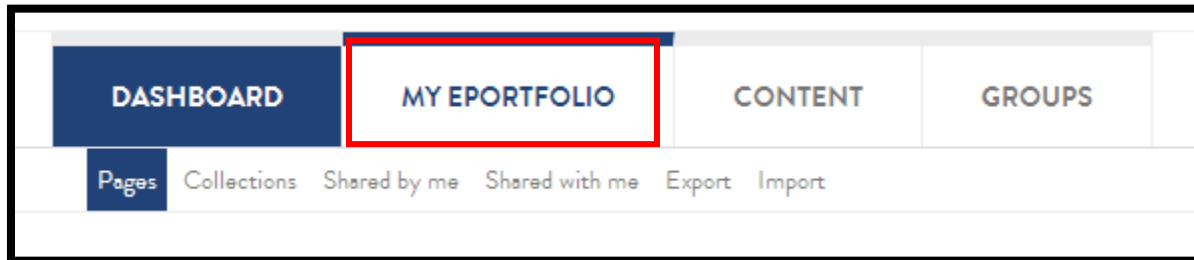 DASHBOARD MY EPORTFOLIO CONTENT GROUPS
Pages Collections Shared by me Shared with me Export Import